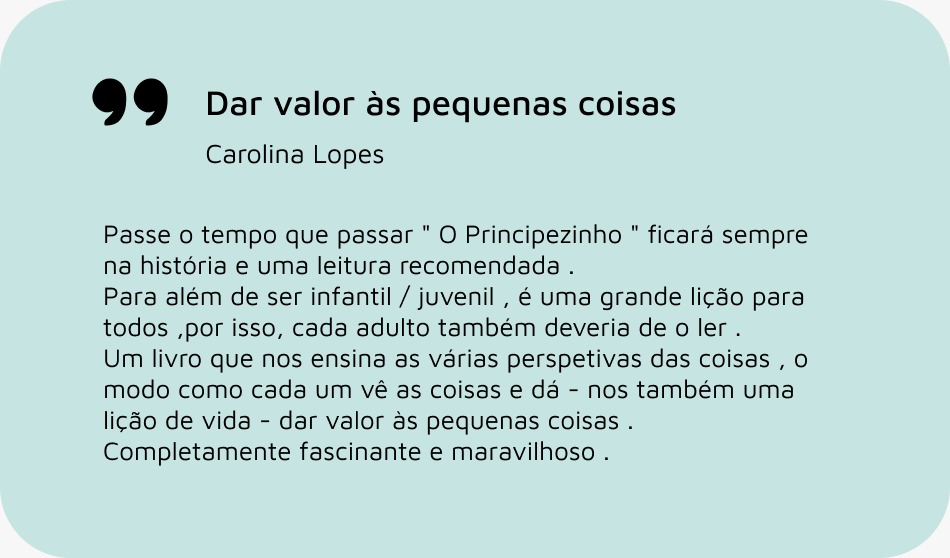 Dar valor às pequenas coisas
Carolina Lopes
Passe o tempo que passar " O Principezinho " ficará sempre
na história e uma leitura recomendada .
Para além de ser infantil / juvenil , é uma grande lição para
todos ,por isso, cada adulto também deveria de o ler .
Um livro que nos ensina as várias perspetivas das coisas , o
modo como cada um vê as coisas e dá - nos também uma
lição de vida - dar valor às pequenas coisas .
Completamente fascinante e maravilhoso .